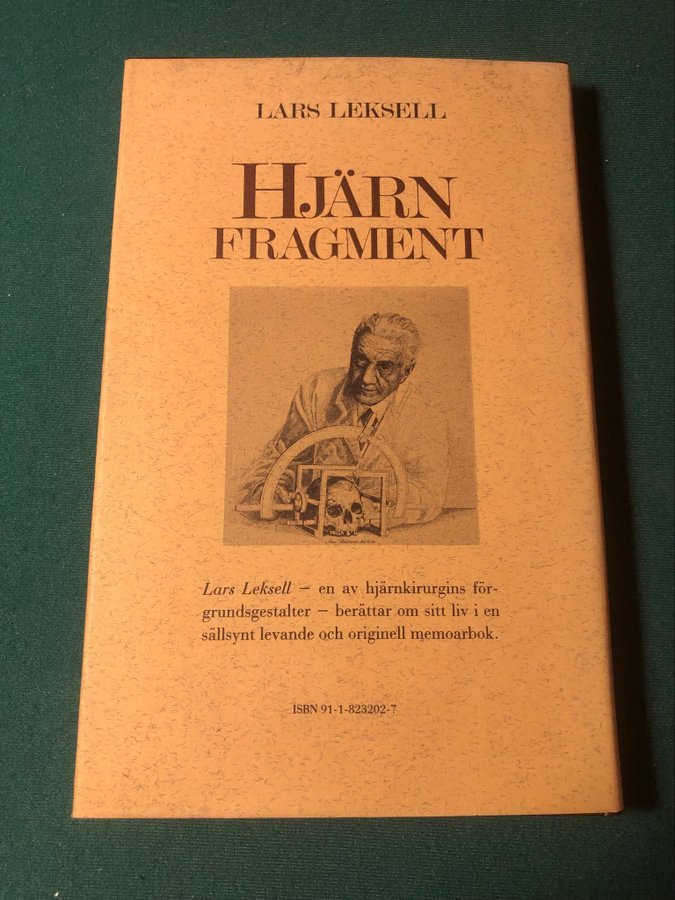 LARS LEKSELL
HJÄRN
FRAGMENT
Lars Leksell – en av hjärnkirurgins för-
grundsgestalter – berättar om sitt liv i en
sällsynt levande och originell memoarbok.
ISBN 91-1-823202-7